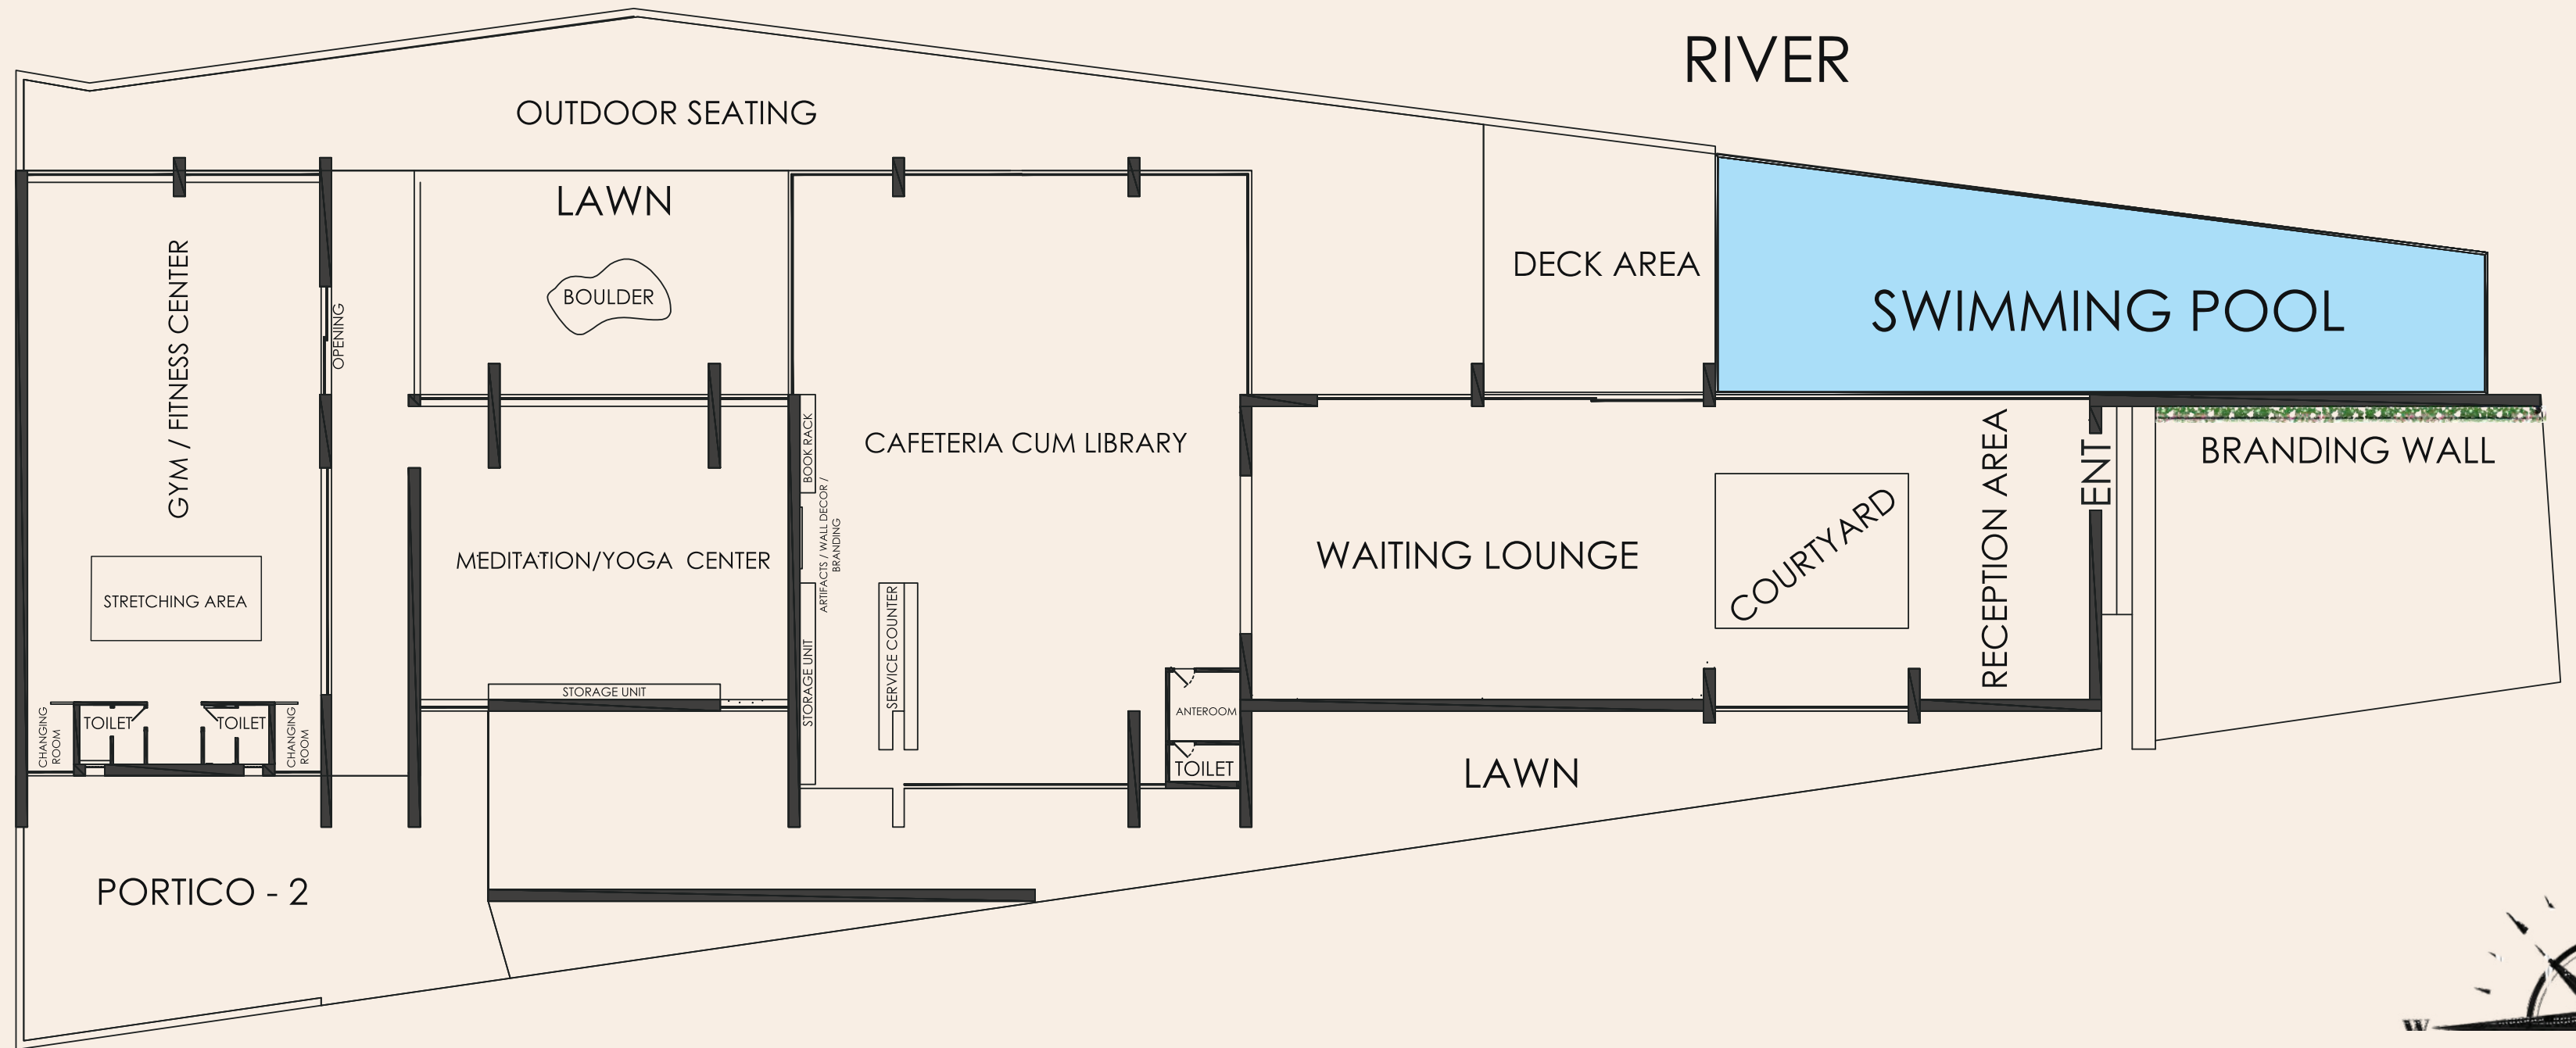 RIVER
OUTDOOR SEATING
LAWN
BOULDER
DECK AREA
SWIMMING POOL
GYM / FITNESS CENTER
OPENING
BOOK RACK
CAFETERIA CUM LIBRARY
ARTIFACTS / WALL DECOR /
BRANDING
RECEPTION AREA
ENT
BRANDING WALL
MEDITATION/YOGA CENTER
WAITING LOUNGE
COURTYARD
STRETCHING AREA
SERVICE COUNTER
STORAGE UNIT
STORAGE UNIT
CHANGING
ROOM
TOILET
TOILET
CHANGING
ROOM
ANTEROOM
TOILET
LAWN
PORTICO - 2
W